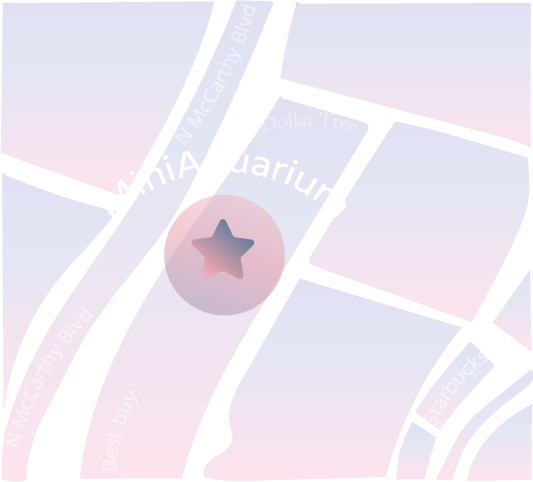 N McCarthy Blvd
Dollar Tree
MiniAquarium
N McCarthy Blvd
Best buy
Starbucks